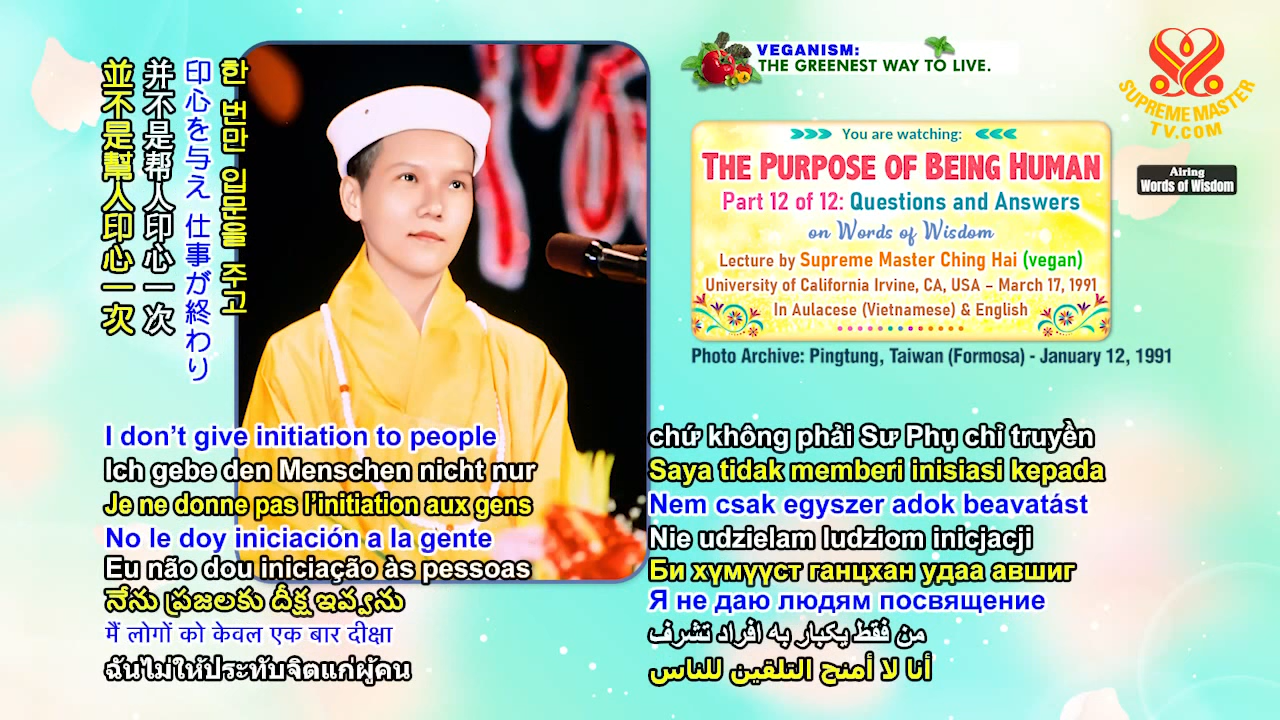 한 번만 입문을 주고
印心を与え 仕事が終わり
并不是帮人印心一次
並不是幫人印心一次
VEGANISM:
THE GREENEST WAY TO LIVE.
SUPREME MASTER
TV.COM
Airing
Words of Wisdom
You are watching:
THE PURPOSE OF BEING HUMAN
Part 12 of 12: Questions and Answers
on Words of Wisdom
Lecture by Supreme Master Ching Hai (vegan)
University of California Irvine, CA, USA – March 17, 1991
In Aulacese (Vietnamese) & English
Photo Archive: Pingtung, Taiwan (Formosa) - January 12, 1991
I don’t give initiation to people
Ich gebe den Menschen nicht nur
Je ne donne pas l’initiation aux gens
No le doy iniciación a la gente
Eu não dou iniciação às pessoas
నేను ప్రజలకు దీక్ష ఇవ్వను
मैं लोगों को केवल एक बार दीक्षा
ฉันไม่ให้ประทับจิตแก่ผู้คน
chứ không phải Sư Phụ chỉ truyền
Saya tidak memberi inisiasi kepada
Nem csak egyszer adok beavatást
Nie udzielam ludziom inicjacji
Би хүмүүст ганцхан удаа авшиг
Я не даю людям посвящение
من فقط یکبار به افراد تشرف
أنا لا أمنح التلقين للناس